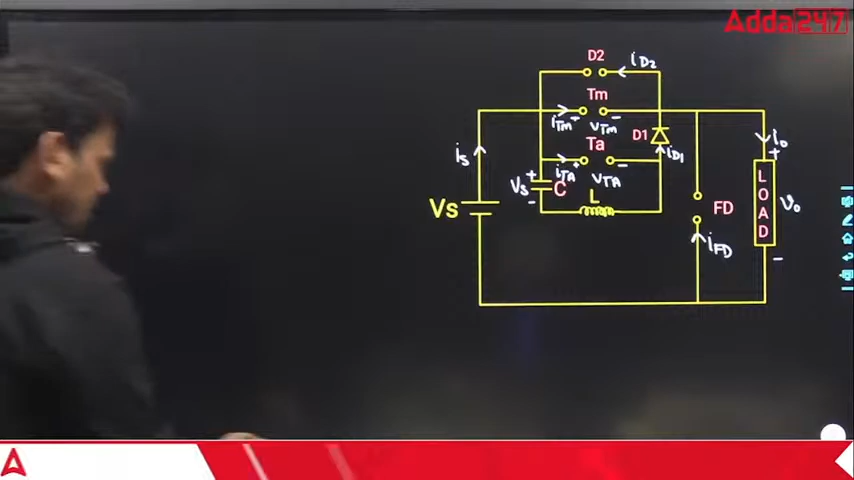 Adda247
D2
iD2
Tm
iTm + VTm -
D1
Ta
iD1
iTA + VTA -
is
Vs + - C
L
Vs
FD
iFD
io
+
LOAD
vo
-